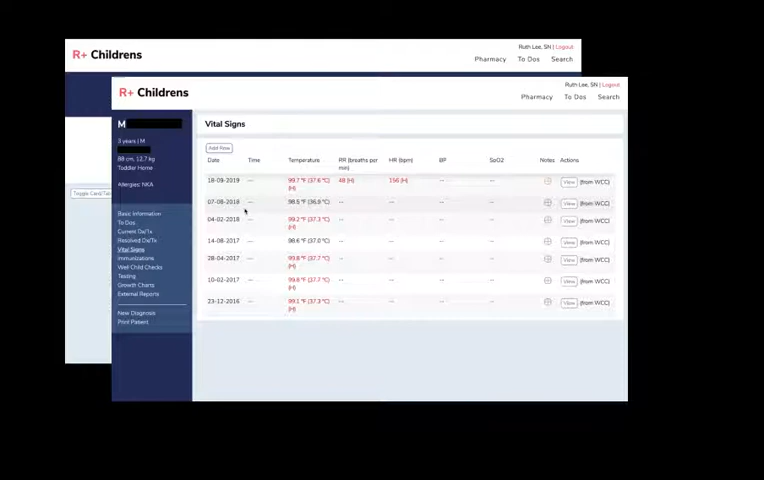 Ruth Lee, SN | Logout
R+ Childrens
Pharmacy To Dos Search
Ruth Lee, SN | Logout
R+ Childrens
Pharmacy To Dos Search
M
3 years | M
88 cm, 12.7 kg
Toddler Home
Allergies: NKA
Basic Information
To Dos
Current Dx/Tx
Resolved Dx/Tx
Vital Signs
Immunizations
Well Child Checks
Testing
Growth Charts
External Reports
New Diagnosis
Print Patient
Vital Signs
Add Row
Date Time Temperature RR (breaths per min) HR (bpm) BP SpO2 Notes Actions
18-09-2019 --- 99.7 °F (37.6 °C) (H) 48 (H) 156 (H) -- -- View (from WCC)
07-08-2018 --- 98.5 °F (36.9 °C) -- -- -- -- View (from WCC)
04-02-2018 --- 99.2 °F (37.3 °C) (H) -- -- -- -- View (from WCC)
14-08-2017 --- 98.6 °F (37.0 °C) -- -- -- -- View (from WCC)
28-04-2017 --- 99.8 °F (37.7 °C) (H) -- -- -- -- View (from WCC)
10-02-2017 --- 99.8 °F (37.7 °C) (H) -- -- -- -- View (from WCC)
23-12-2016 --- 99.1 °F (37.3 °C) (H) -- -- -- -- View (from WCC)
Toggle Card/Tab